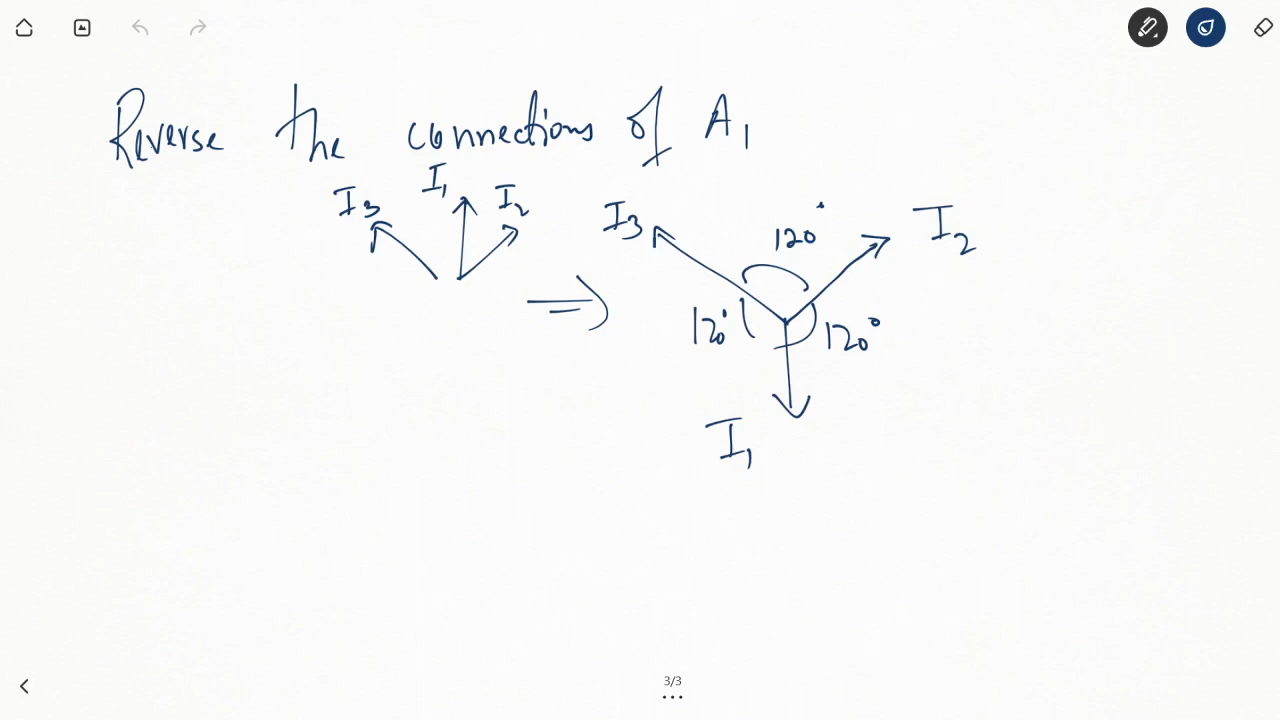 Reverse the connections of A₁
I₃ I₁ I₂
I₃ 120° I₂
120° 120°
I₁
3/3